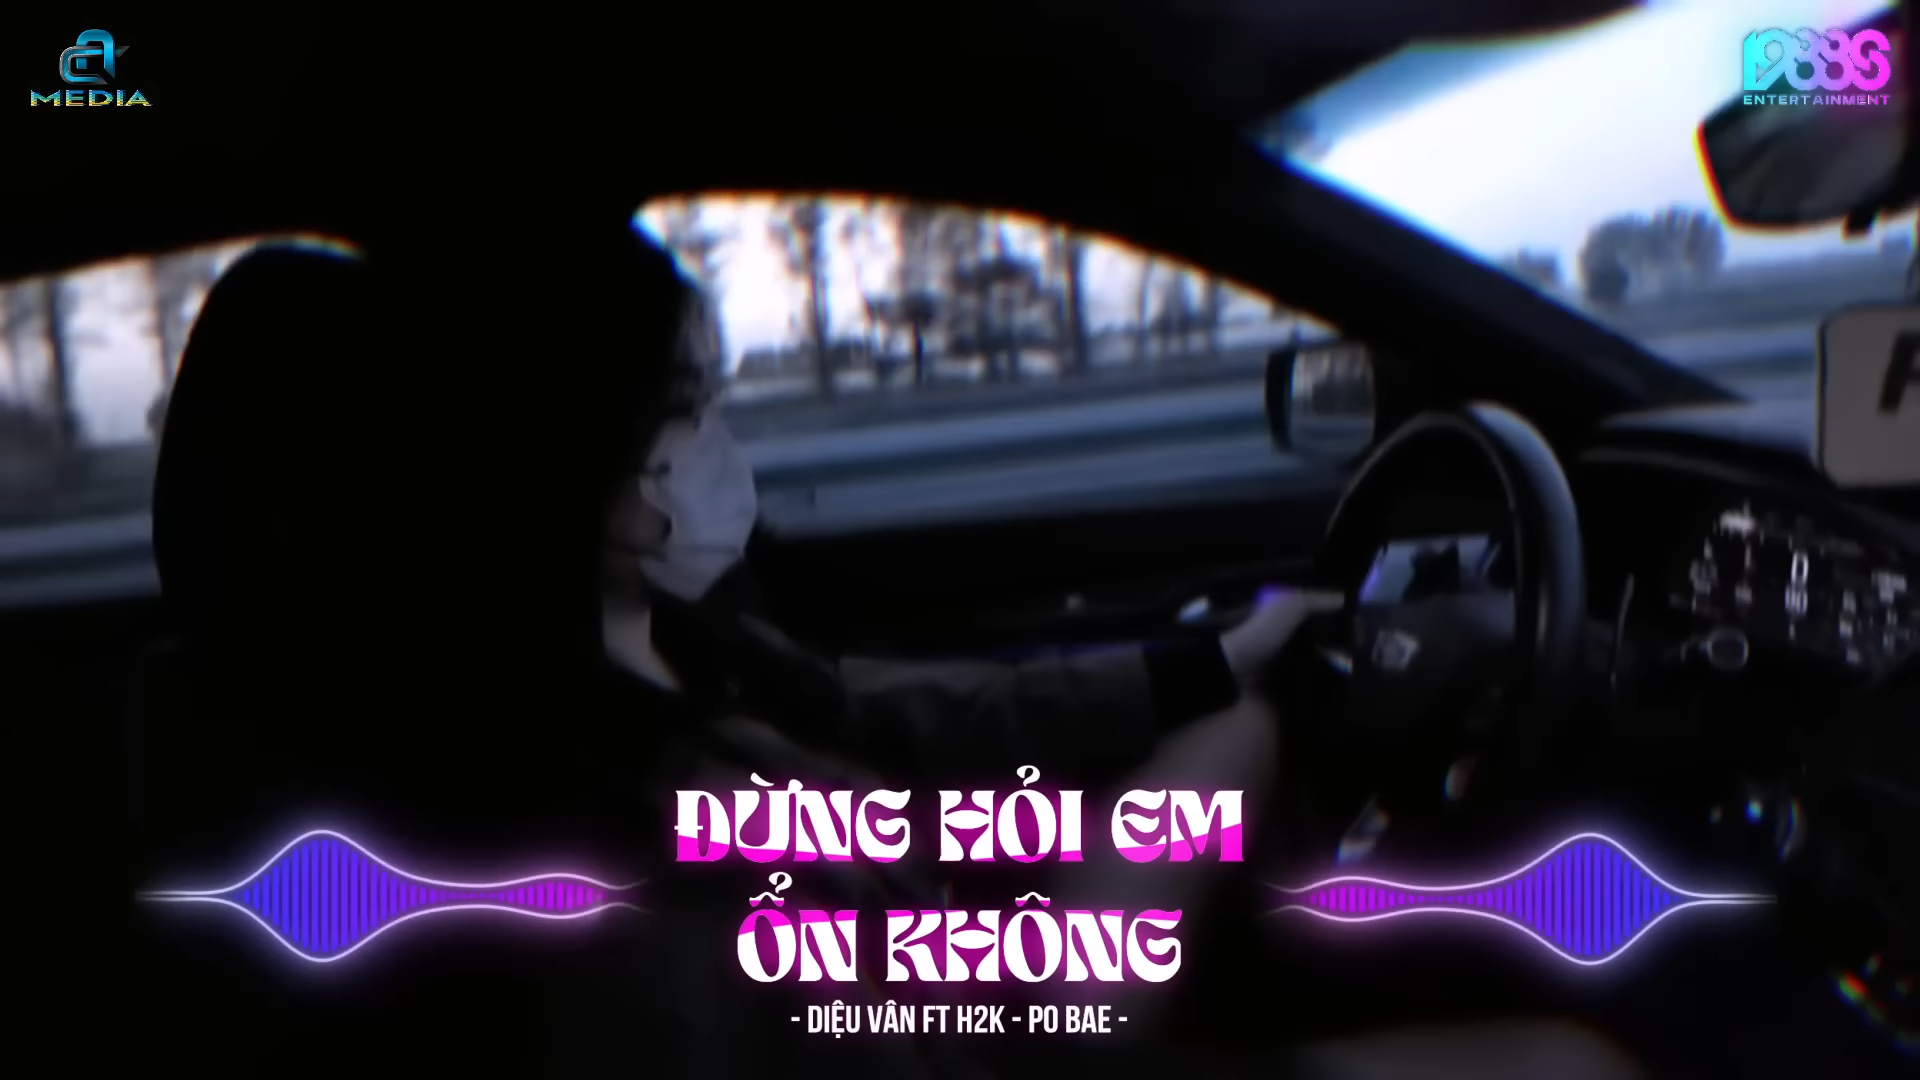 MEDIA
1988S
ENTERTAINMENT
ĐỪNG HỎI EM
ỔN KHÔNG
- DIỆU VÂN FT H2K - PO BAE -